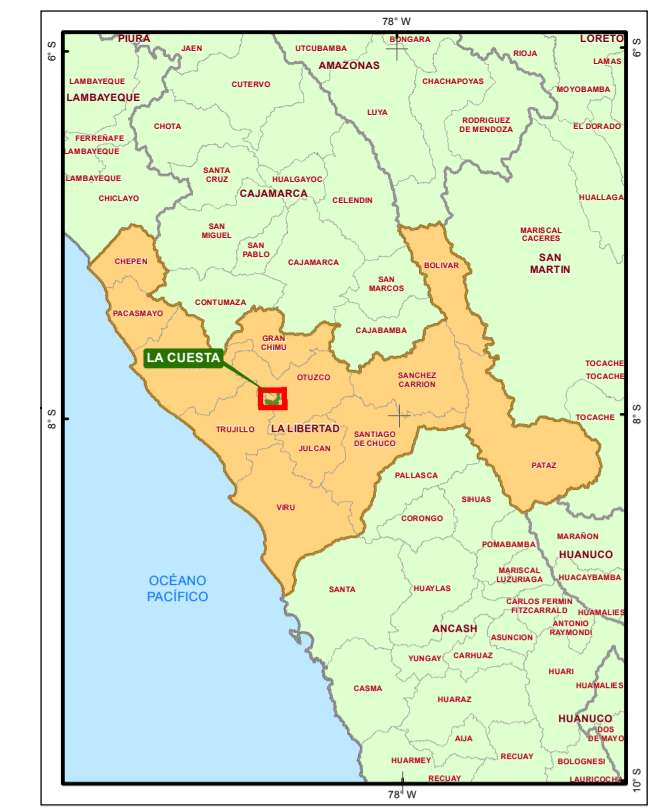 78° W
PIURA
JAEN
UTCUBAMBA
BONGARA
LORETO
6° S
6° S
RIOJA
LAMAS
AMAZONAS
LAMBAYEQUE
CUTERVO
CHACHAPOYAS
MOYOBAMBA
LAMBAYEQUE
LUYA
CHOTA
RODRIGUEZ
DE MENDOZA
EL DORADO
FERREÑAFE
LAMBAYEQUE
LAMBAYEQUE
SANTA
CRUZ
HUALGAYOC
CAJAMARCA
CELENDIN
CHICLAYO
HUALLAGA
SAN
MIGUEL
SAN
PABLO
MARISCAL
CACERES
SAN
MARTIN
CHEPEN
CAJAMARCA
BOLIVAR
SAN
MARCOS
CONTUMAZA
PACASMAYO
CAJABAMBA
GRAN
CHIMU
LA CUESTA
TOCACHE
TOCACHE
OTUZCO
SANCHEZ
CARRION
8° S
8° S
TOCACHE
TRUJILLO
LA LIBERTAD
SANTIAGO
DE CHUCO
JULCAN
PATAZ
PALLASCA
SIHUAS
VIRU
CORONGO
MARAÑON
POMABAMBA
HUANUCO
OCÉANO
PACÍFICO
SANTA
HUAYLAS
MARISCAL
LUZURIAGA
HUACAYBAMBA
CARLOS FERMIN
FITZCARRALD
HUAMALIES
ANTONIO
RAYMONDI
ANCASH
ASUNCION
YUNGAY
CARHUAZ
HUARI
CASMA
HUAMALIES
HUARAZ
HUANUCO
DOS
DE MAYO
AIJA
HUARMEY
RECUAY
BOLOGNESI
RECUAY
LAURICOCHA
10° S
78° W